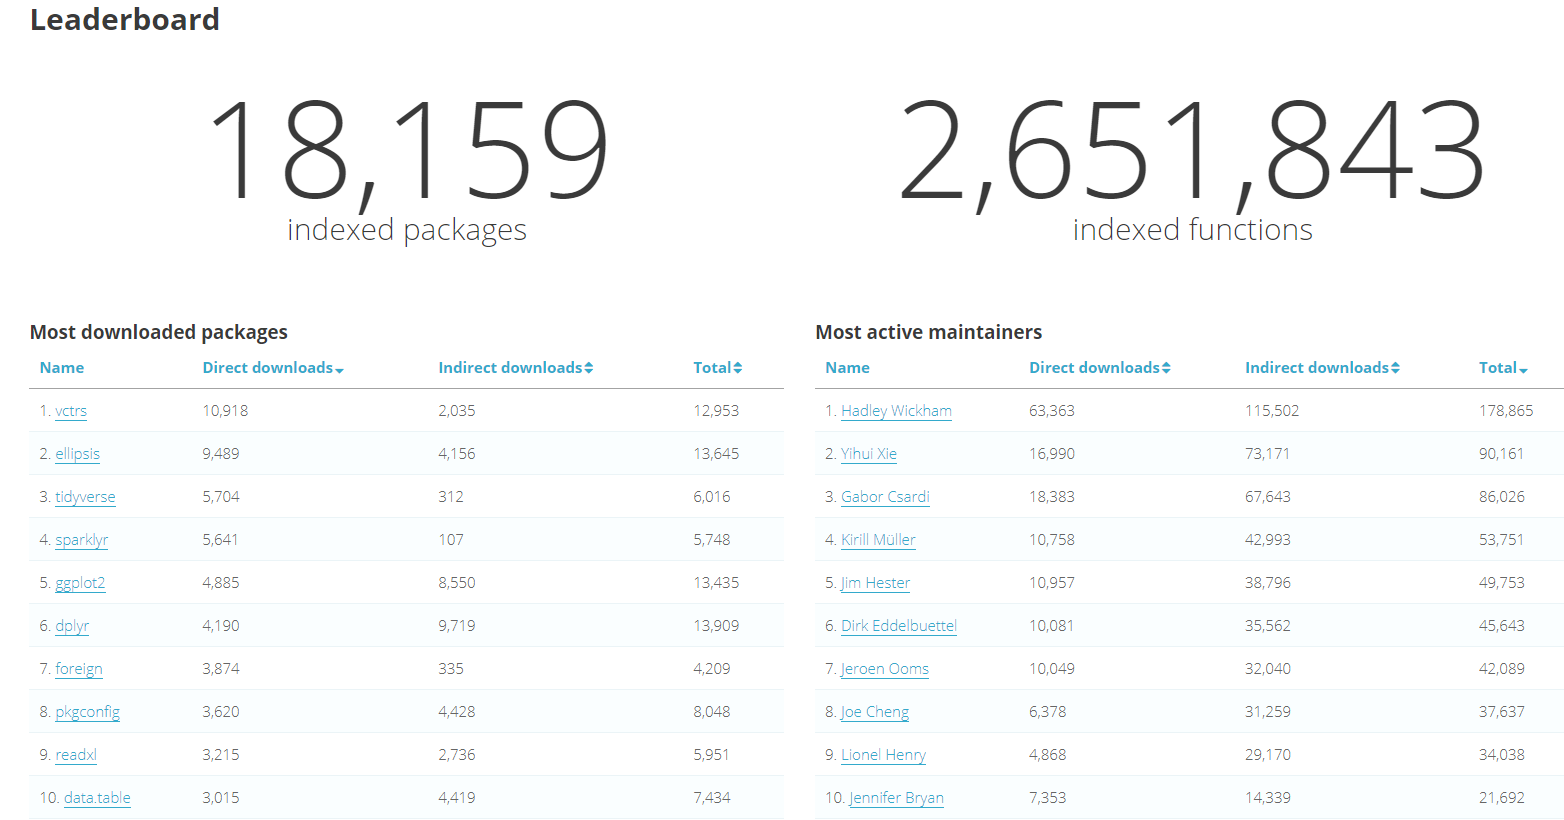 Leaderboard
18,159
indexed packages
2,651,843
indexed functions
Most downloaded packages
Name Direct downloads Indirect downloads Total
1. vctrs 10,918 2,035 12,953
2. ellipsis 9,489 4,156 13,645
3. tidyverse 5,704 312 6,016
4. sparklyr 5,641 107 5,748
5. ggplot2 4,885 8,550 13,435
6. dplyr 4,190 9,719 13,909
7. foreign 3,874 335 4,209
8. pkgconfig 3,620 4,428 8,048
9. readxl 3,215 2,736 5,951
10. data.table 3,015 4,419 7,434
Most active maintainers
Name Direct downloads Indirect downloads Total
1. Hadley Wickham 63,363 115,502 178,865
2. Yihui Xie 16,990 73,171 90,161
3. Gabor Csardi 18,383 67,643 86,026
4. Kirill Müller 10,758 42,993 53,751
5. Jim Hester 10,957 38,796 49,753
6. Dirk Eddelbuettel 10,081 35,562 45,643
7. Jeroen Ooms 10,049 32,040 42,089
8. Joe Cheng 6,378 31,259 37,637
9. Lionel Henry 4,868 29,170 34,038
10. Jennifer Bryan 7,353 14,339 21,692